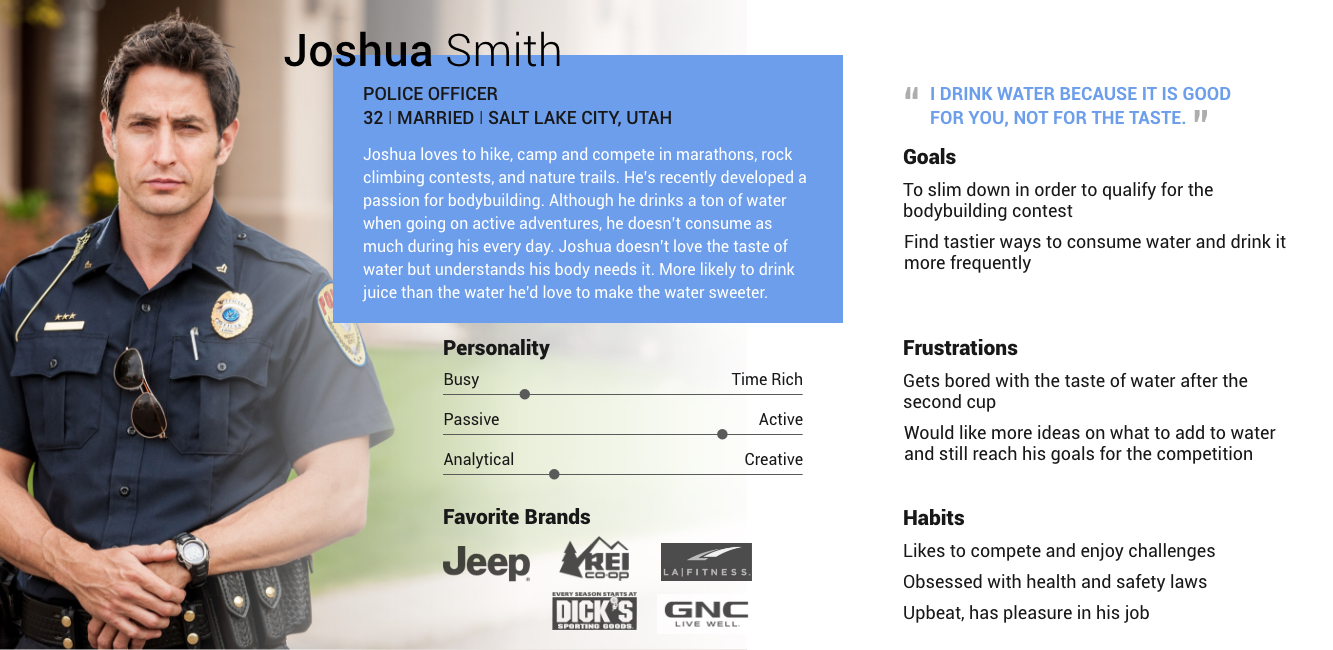 Joshua Smith
POLICE OFFICER
32 | MARRIED | SALT LAKE CITY, UTAH
Joshua loves to hike, camp and compete in marathons, rock
climbing contests, and nature trails. He's recently developed a
passion for bodybuilding. Although he drinks a ton of water
when going on active adventures, he doesn't consume as
much during his every day. Joshua doesn't love the taste of
water but understands his body needs it. More likely to drink
juice than the water he'd love to make the water sweeter.
Personality
Busy Time Rich
Passive Active
Analytical Creative
Favorite Brands
Jeep
REI
CO·OP
LA|FITNESS.
EVERY SEASON STARTS AT
DICK'S
SPORTING GOODS.
GNC
LIVE WELL.
“ I DRINK WATER BECAUSE IT IS GOOD
FOR YOU, NOT FOR THE TASTE. ”
Goals
To slim down in order to qualify for the
bodybuilding contest
Find tastier ways to consume water and drink it
more frequently
Frustrations
Gets bored with the taste of water after the
second cup
Would like more ideas on what to add to water
and still reach his goals for the competition
Habits
Likes to compete and enjoy challenges
Obsessed with health and safety laws
Upbeat, has pleasure in his job